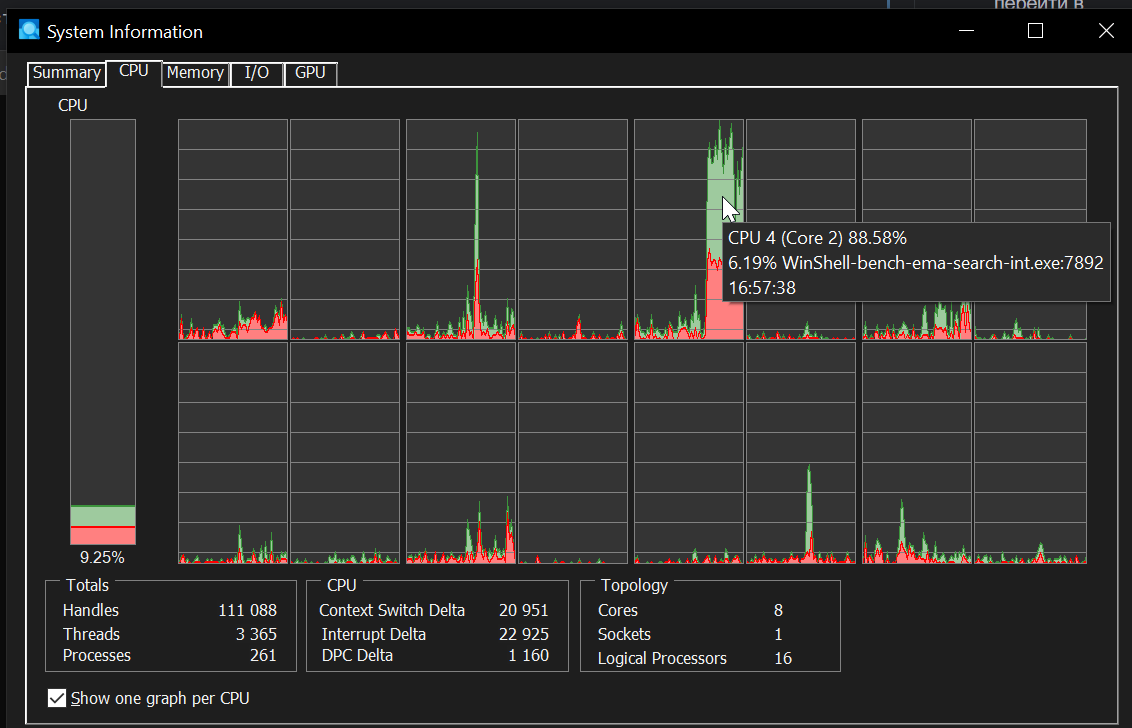 перейти в
System Information
Summary CPU Memory I/O GPU
CPU
CPU 4 (Core 2) 88.58%
6.19% WinShell-bench-ema-search-int.exe:7892
16:57:38
9.25%
Totals
Handles 111 088
Threads 3 365
Processes 261
CPU
Context Switch Delta 20 951
Interrupt Delta 22 925
DPC Delta 1 160
Topology
Cores 8
Sockets 1
Logical Processors 16
Show one graph per CPU